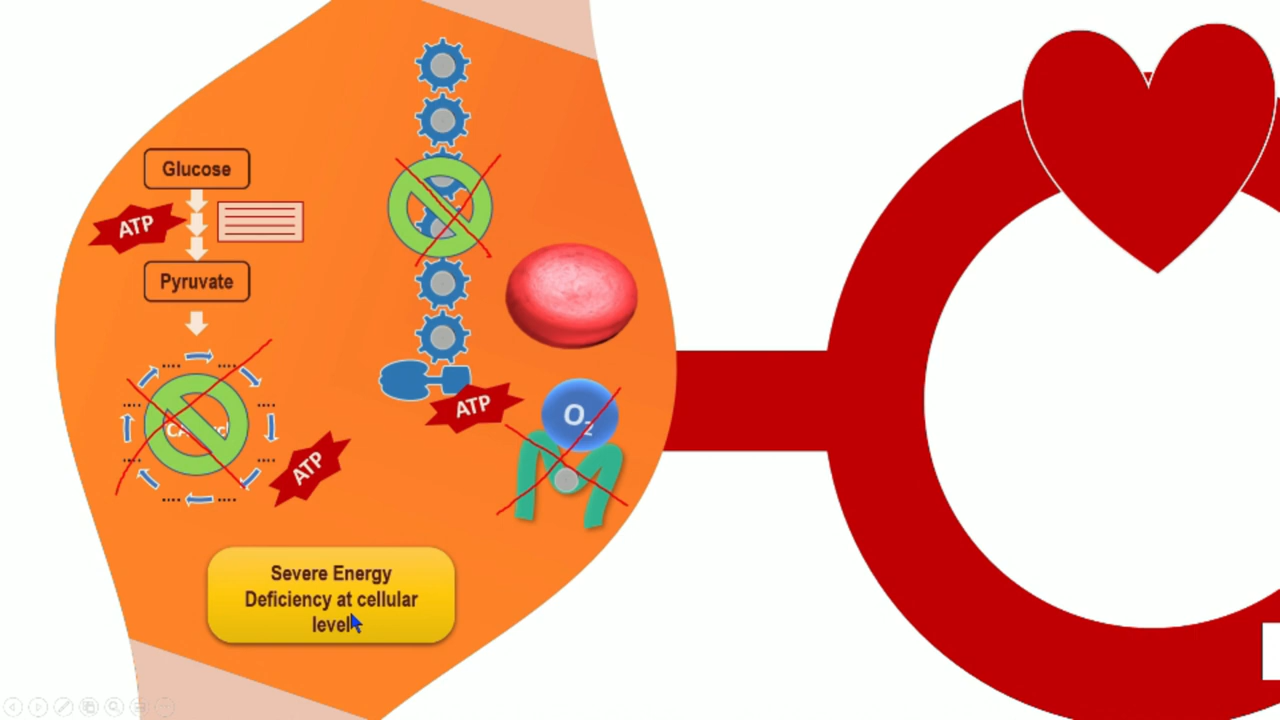 Glucose
ATP
Pyruvate
ATP
O2
ATP
Severe Energy
Deficiency at cellular
level